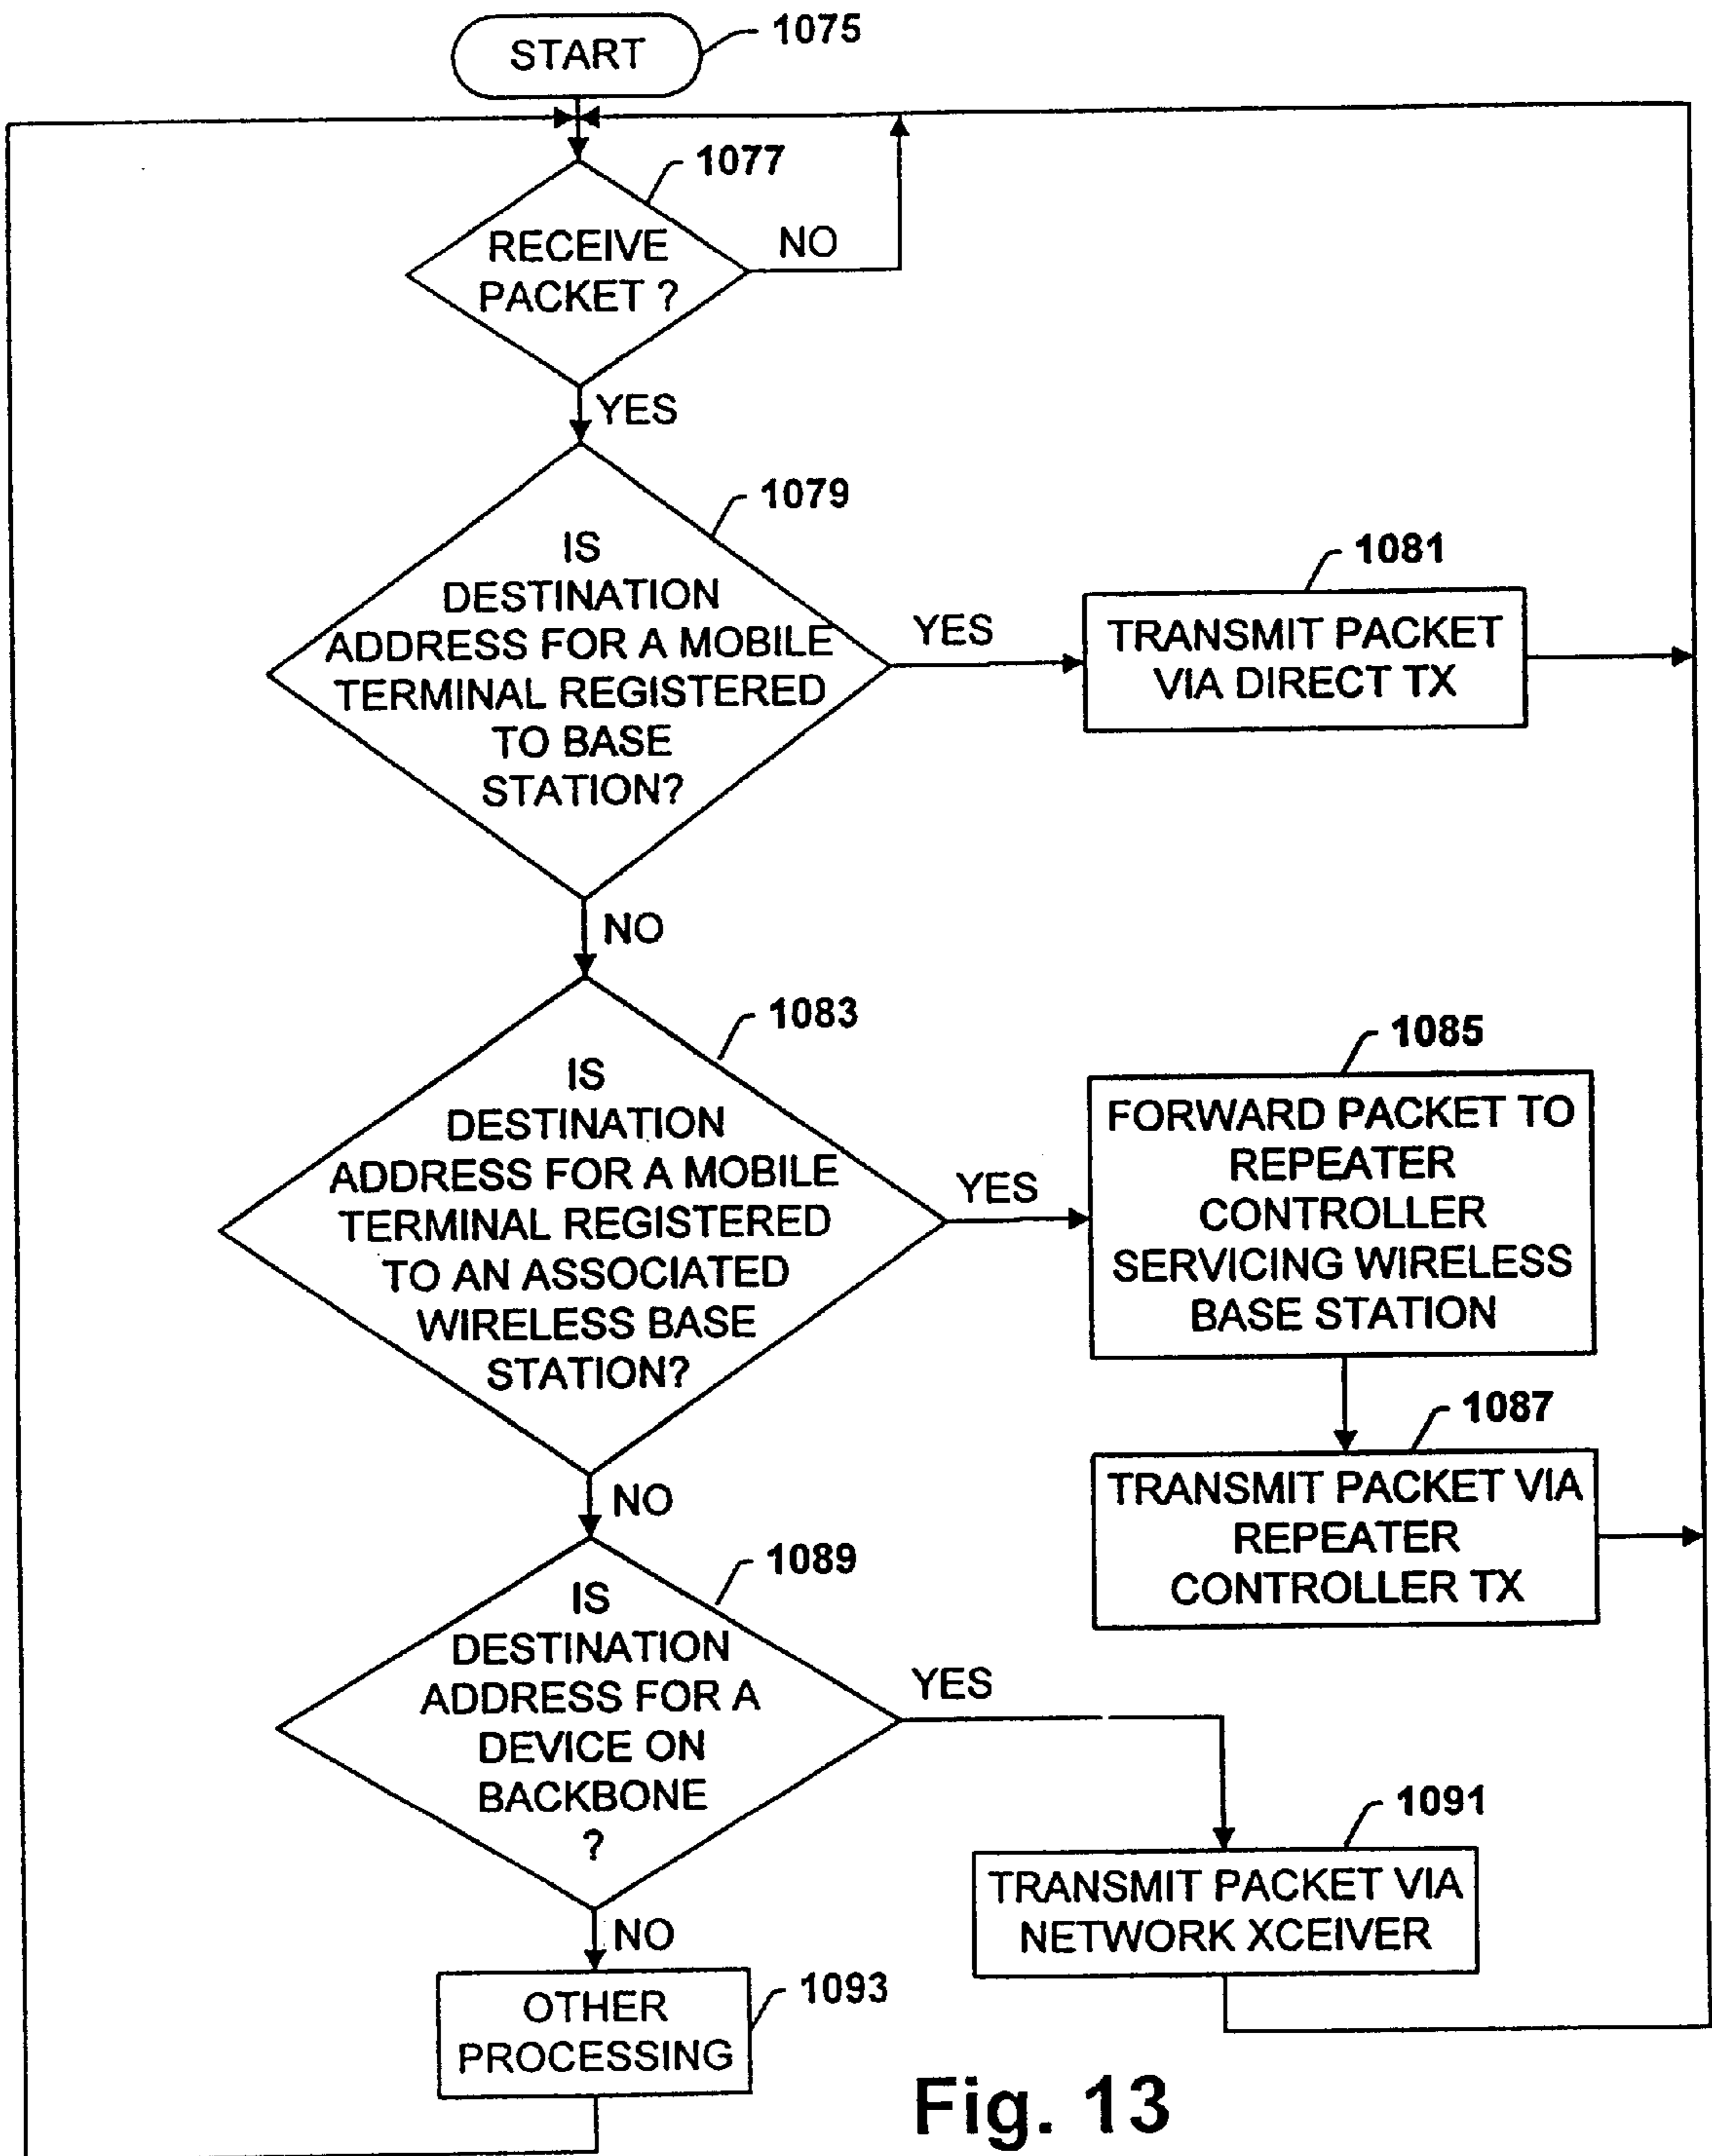 START
1075
1077
RECEIVE
PACKET ?
NO
YES
1079
IS
DESTINATION
ADDRESS FOR A MOBILE
TERMINAL REGISTERED
TO BASE
STATION?
YES
1081
TRANSMIT PACKET
VIA DIRECT TX
NO
1083
IS
DESTINATION
ADDRESS FOR A MOBILE
TERMINAL REGISTERED
TO AN ASSOCIATED
WIRELESS BASE
STATION?
YES
1085
FORWARD PACKET TO
REPEATER
CONTROLLER
SERVICING WIRELESS
BASE STATION
1087
TRANSMIT PACKET VIA
REPEATER
CONTROLLER TX
NO
1089
IS
DESTINATION
ADDRESS FOR A
DEVICE ON
BACKBONE
?
YES
1091
TRANSMIT PACKET VIA
NETWORK XCEIVER
NO
1093
OTHER
PROCESSING
Fig. 13